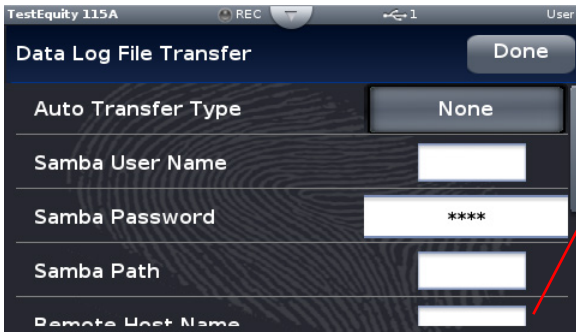 TestEquity 115A REC 1 User
Data Log File Transfer Done
Auto Transfer Type None
Samba User Name
Samba Password ****
Samba Path
Remote Host Name